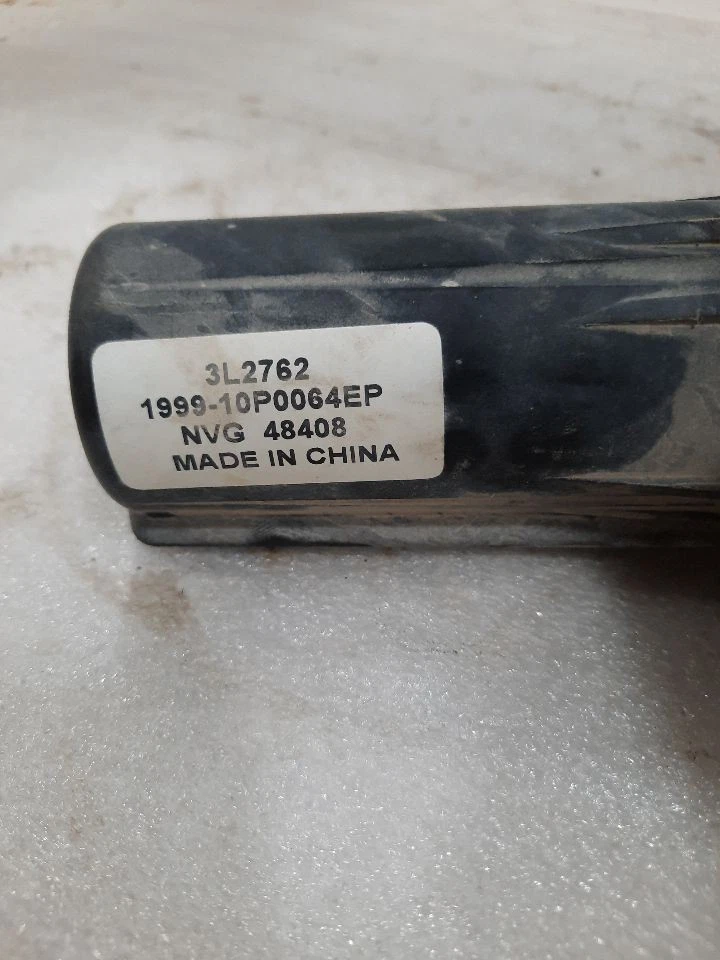 3L2762
1999-10P0064EP
NVG 48408
MADE IN CHINA